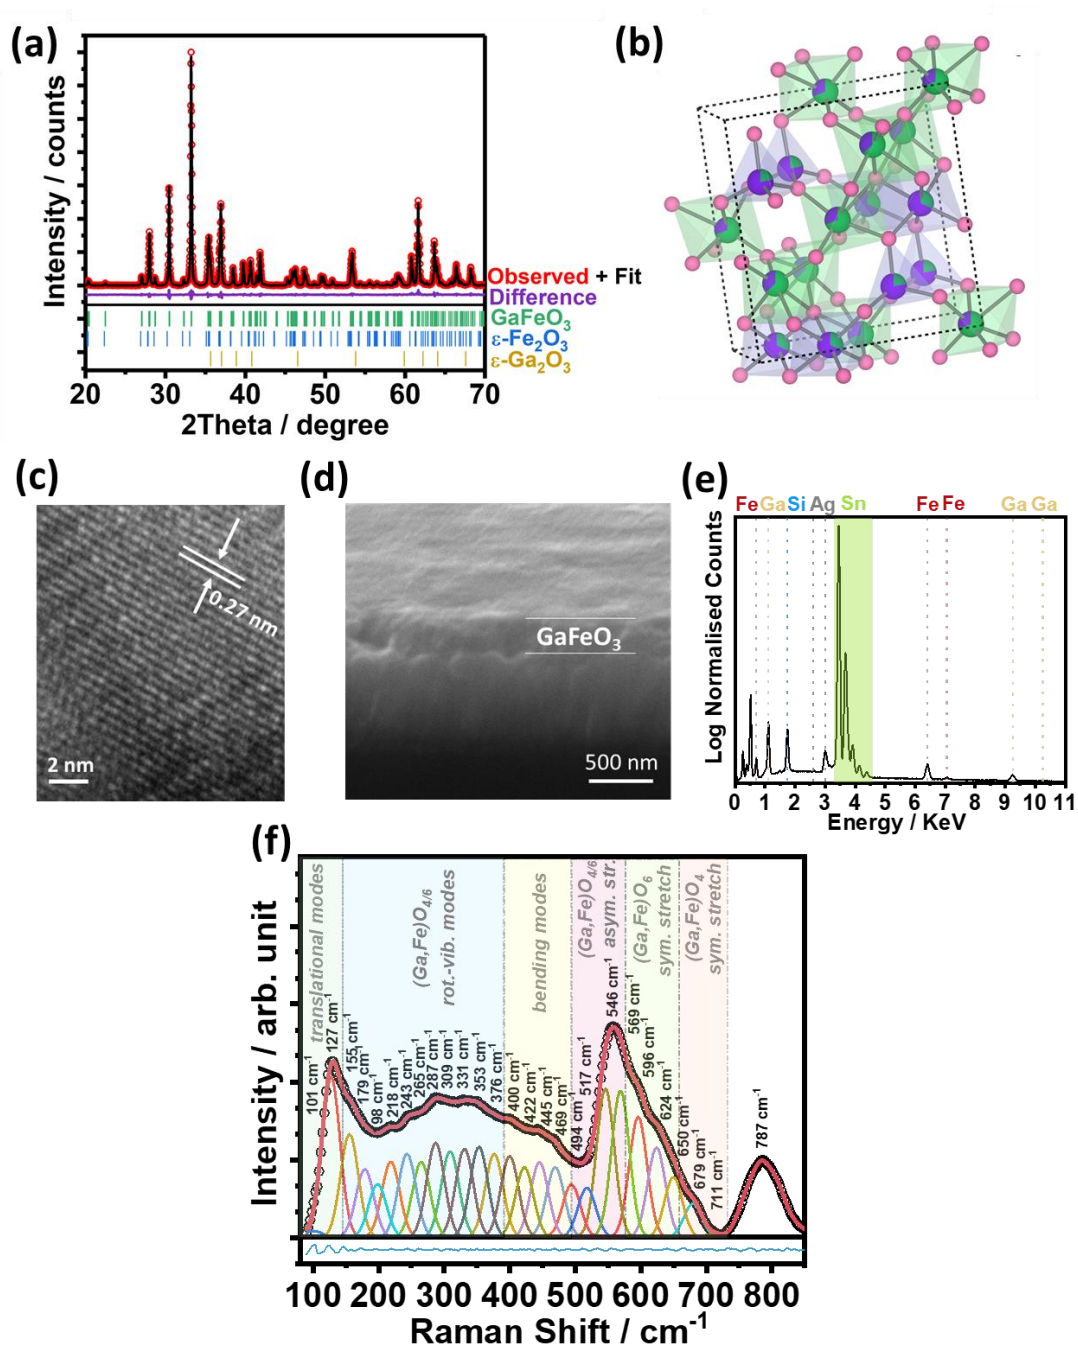 (a)
Intensity / counts
Observed + Fit
Difference
GaFeO₃
ε-Fe₂O₃
ε-Ga₂O₃
20 30 40 50 60 70
2Theta / degree
(b)
(c)
0.27 nm
2 nm
(d)
GaFeO₃
500 nm
(e)
Fe Ga Si Ag Sn Fe Fe Ga Ga
Log Normalised Counts
0 1 2 3 4 5 6 7 8 9 10 11
Energy / KeV
(f)
Intensity / arb. unit
translational modes
(Ga,Fe)O₄/₆
rot.-vib. modes
bending modes
(Ga,Fe)O₄/₆
asym. str.
(Ga,Fe)O₆
sym. stretch
(Ga,Fe)O₄
sym. stretch
101 cm⁻¹
127 cm⁻¹
155 cm⁻¹
179 cm⁻¹
98 cm⁻¹
218 cm⁻¹
243 cm⁻¹
265 cm⁻¹
287 cm⁻¹
309 cm⁻¹
331 cm⁻¹
353 cm⁻¹
376 cm⁻¹
400 cm⁻¹
422 cm⁻¹
445 cm⁻¹
469 cm⁻¹
494 cm⁻¹
517 cm⁻¹
546 cm⁻¹
569 cm⁻¹
596 cm⁻¹
624 cm⁻¹
650 cm⁻¹
679 cm⁻¹
711 cm⁻¹
787 cm⁻¹
100 200 300 400 500 600 700 800
Raman Shift / cm⁻¹